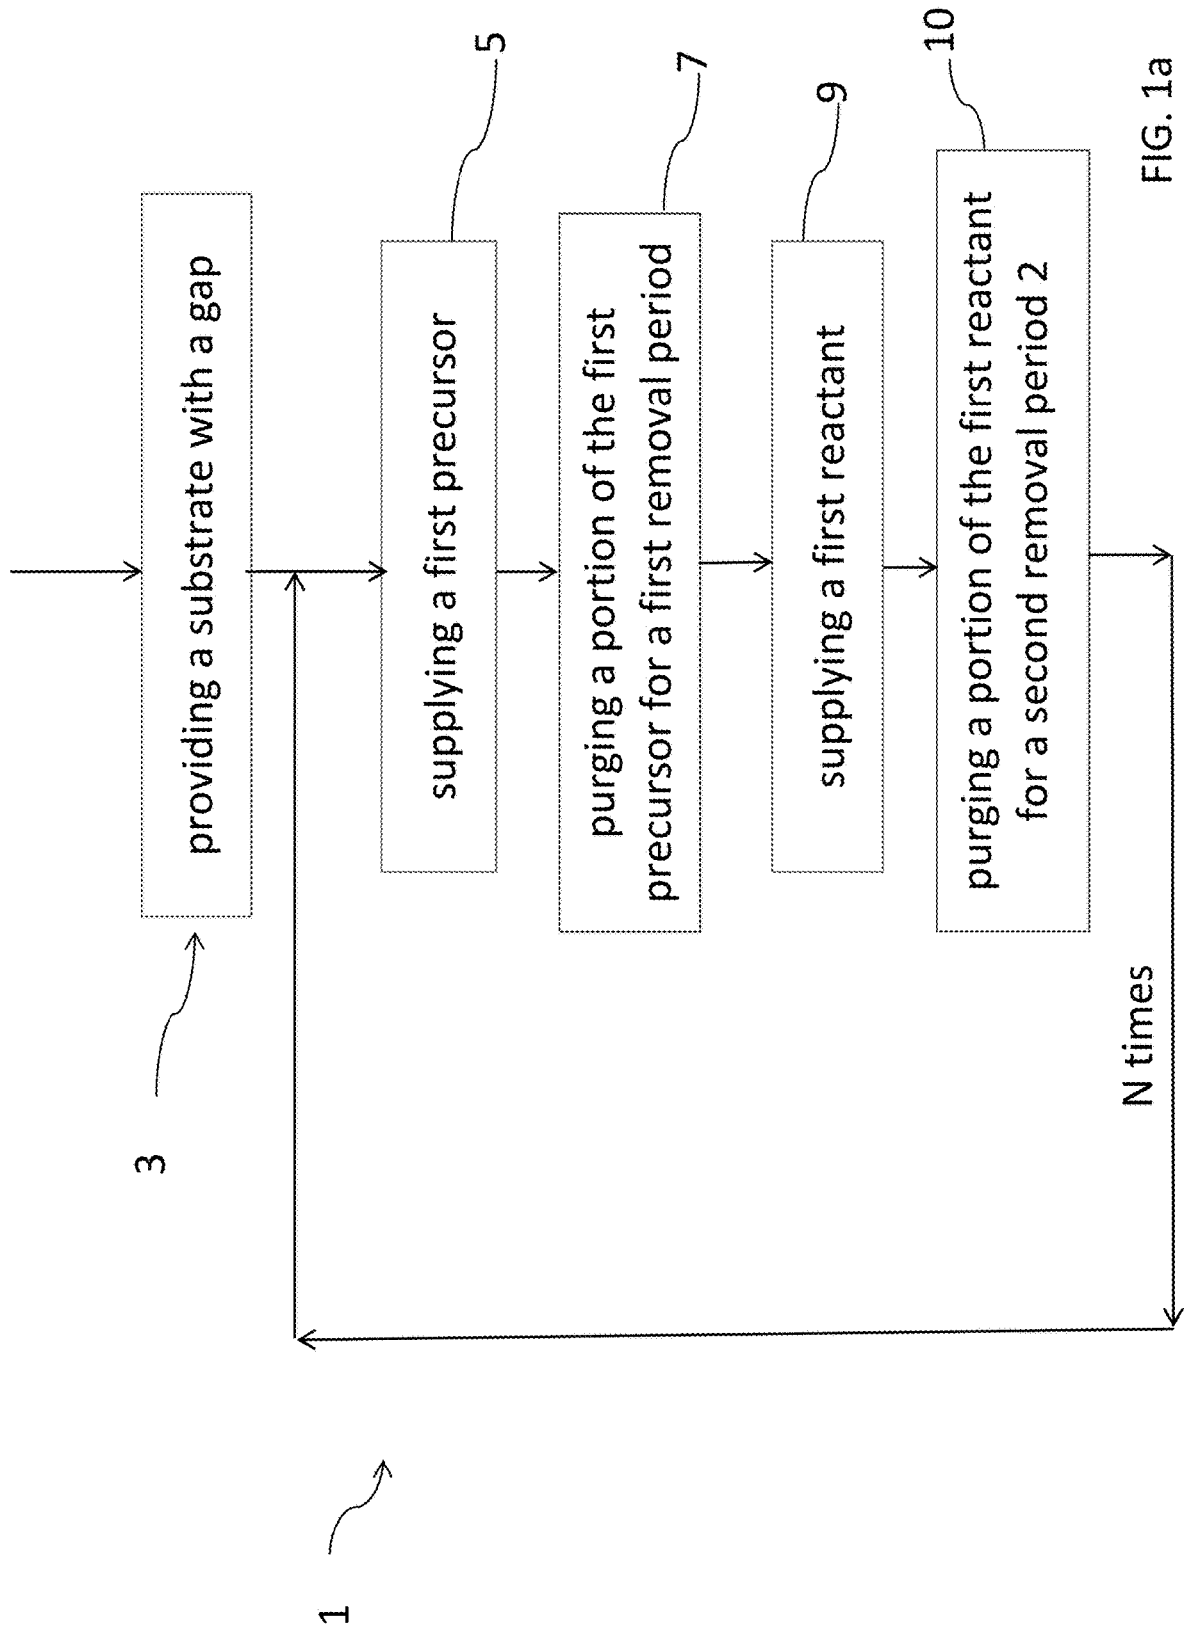 1
3
providing a substrate with a gap
supplying a first precursor
5
purging a portion of the first
precursor for a first removal period
7
supplying a first reactant
9
purging a portion of the first reactant
for a second removal period 2
10
N times
FIG. 1a